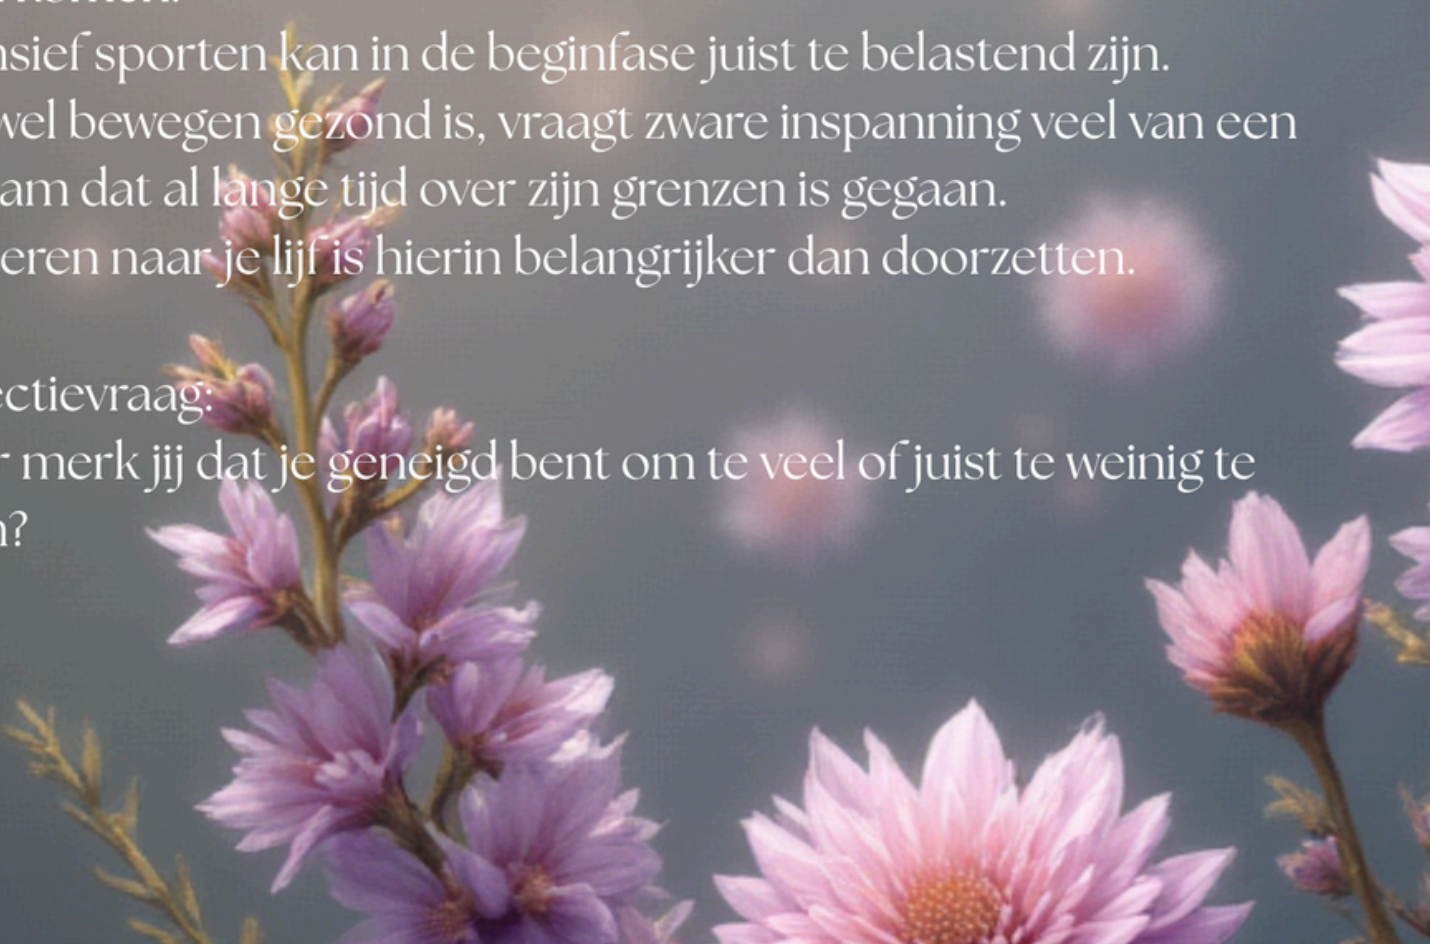 komen.
nsief sporten kan in de beginfase juist te belastend zijn.
wel bewegen gezond is, vraagt zware inspanning veel van een
am dat al lange tijd over zijn grenzen is gegaan.
eren naar je lijf is hierin belangrijker dan doorzetten.
ectievraag:
r merk jij dat je geneigd bent om te veel of juist te weinig te
n?